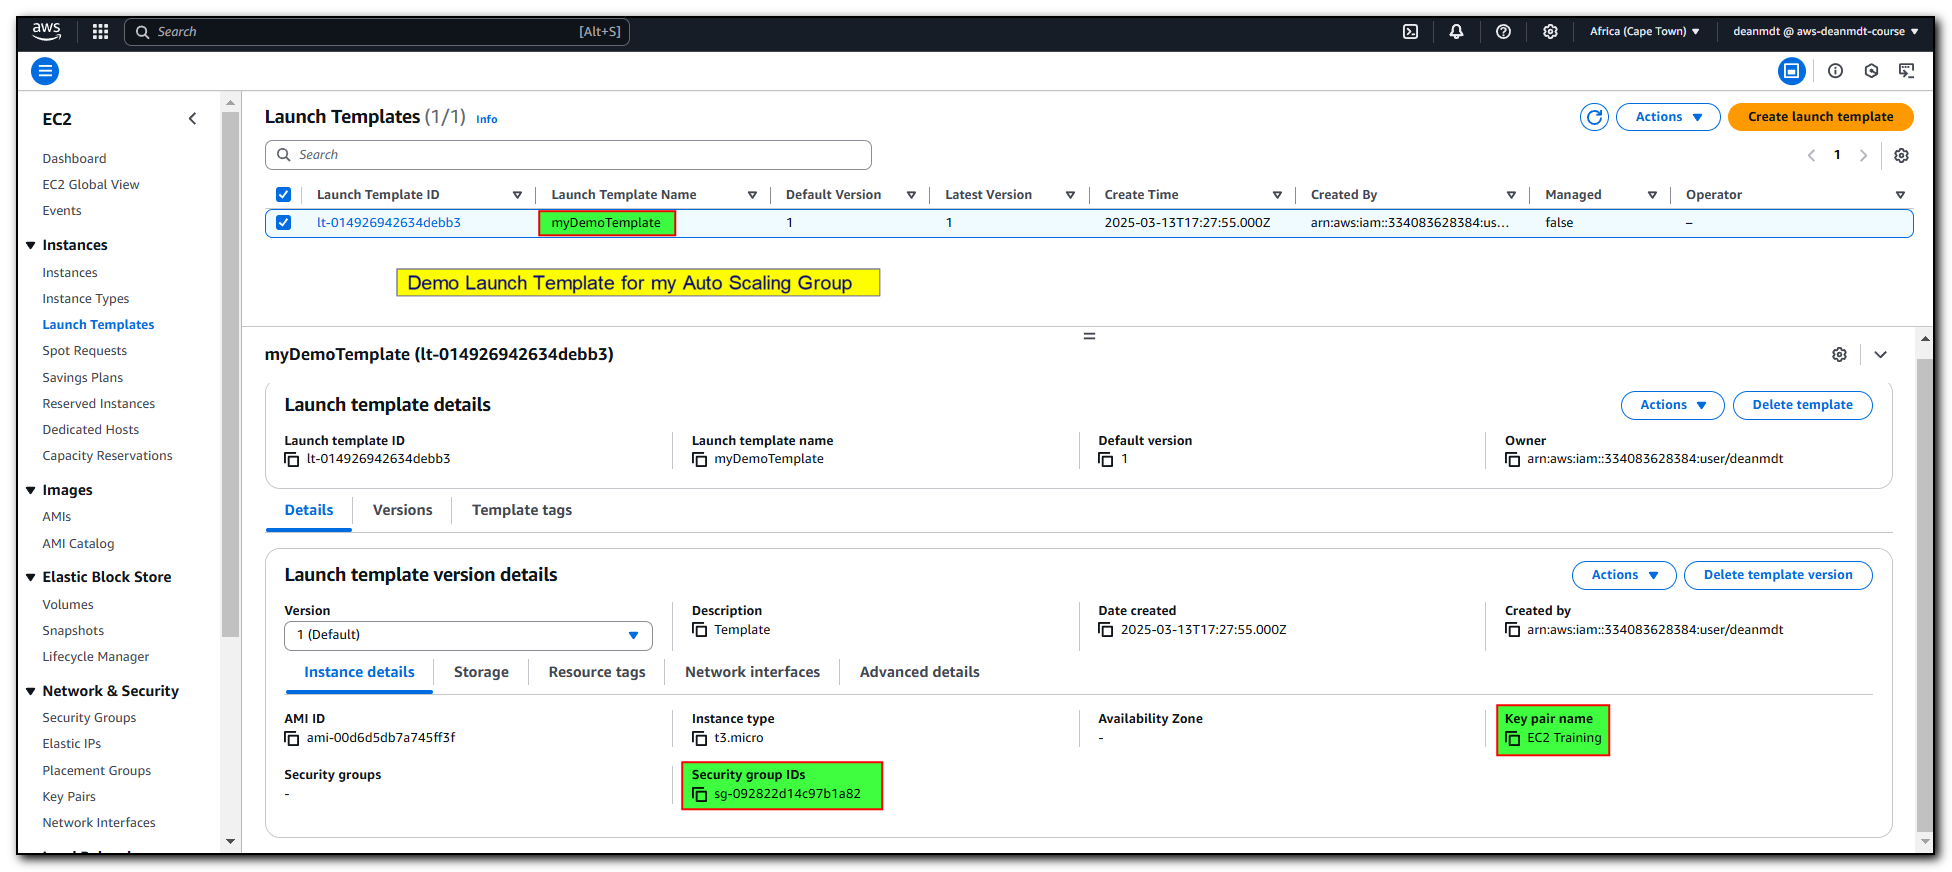 aws
Search [Alt+S]
Africa (Cape Town)
deanmdt @ aws-deanmdt-course
EC2
Dashboard
EC2 Global View
Events
Instances
Instances
Instance Types
Launch Templates
Spot Requests
Savings Plans
Reserved Instances
Dedicated Hosts
Capacity Reservations
Images
AMIs
AMI Catalog
Elastic Block Store
Volumes
Snapshots
Lifecycle Manager
Network & Security
Security Groups
Elastic IPs
Placement Groups
Key Pairs
Network Interfaces
Launch Templates (1/1) Info
Actions
Create launch template
Search
1
Launch Template ID Launch Template Name Default Version Latest Version Create Time Created By Managed Operator
lt-014926942634debb3 myDemoTemplate 1 1 2025-03-13T17:27:55.000Z arn:aws:iam::334083628384:us... false –
Demo Launch Template for my Auto Scaling Group
myDemoTemplate (lt-014926942634debb3)
Launch template details
Actions
Delete template
Launch template ID Launch template name Default version Owner
lt-014926942634debb3 myDemoTemplate 1 arn:aws:iam::334083628384:user/deanmdt
Details Versions Template tags
Launch template version details
Actions
Delete template version
Version Description Date created Created by
1 (Default) Template 2025-03-13T17:27:55.000Z arn:aws:iam::334083628384:user/deanmdt
Instance details Storage Resource tags Network interfaces Advanced details
AMI ID Instance type Availability Zone Key pair name
ami-00d6d5db7a745ff3f t3.micro - EC2 Training
Security groups Security group IDs
- sg-092822d14c97b1a82